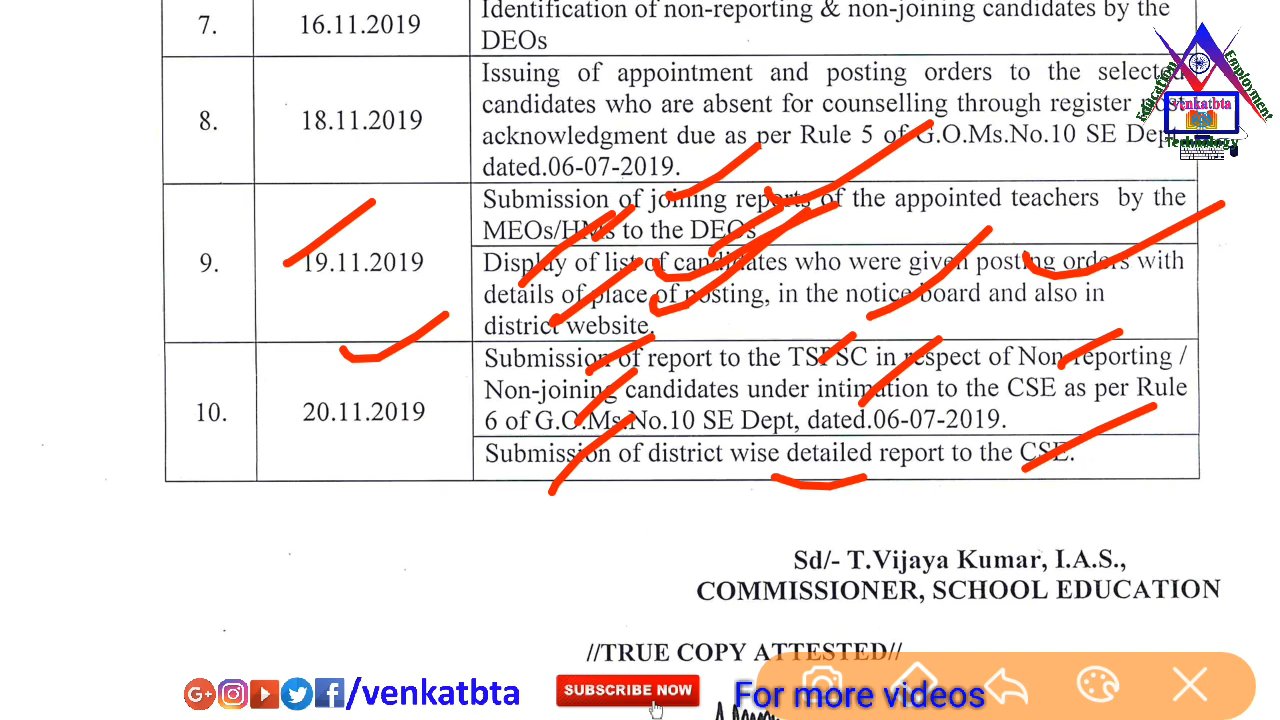 7.
16.11.2019
Identification of non-reporting & non-joining candidates by the
DEOs
8.
18.11.2019
Issuing of appointment and posting orders to the selected
candidates who are absent for counselling through register
acknowledgment due as per Rule 5 of G.O.Ms.No.10 SE Dept,
dated.06-07-2019.
9.
19.11.2019
Submission of joining reports of the appointed teachers by the
MEOs/HMs to the DEOs
Display of list of candidates who were given posting orders with
details of place of posting, in the notice board and also in
district website.
10.
20.11.2019
Submission of report to the TSPSC in respect of Non reporting /
Non-joining candidates under intimation to the CSE as per Rule
6 of G.O.Ms.No.10 SE Dept, dated.06-07-2019.
Submission of district wise detailed report to the CSE.
Sd/- T.Vijaya Kumar, I.A.S.,
COMMISSIONER, SCHOOL EDUCATION
//TRUE COPY ATTESTED//
Education
Employment
venkatbta
Technology
/venkatbta
SUBSCRIBE NOW
For more videos